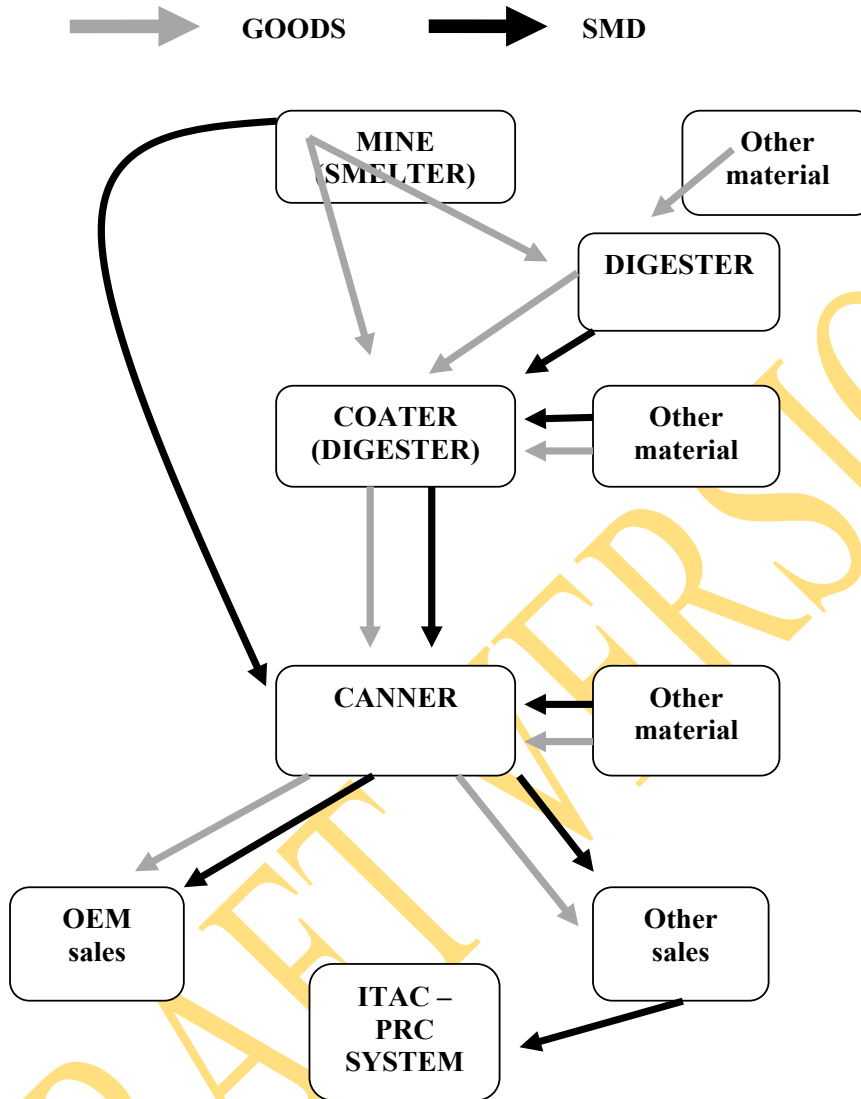 GOODS
SMD
MINE
(SMELTER)
Other
material
DIGESTER
COATER
(DIGESTER)
Other
material
CANNER
Other
material
OEM
sales
Other
sales
ITAC –
PRC
SYSTEM
RAFT VERSIO